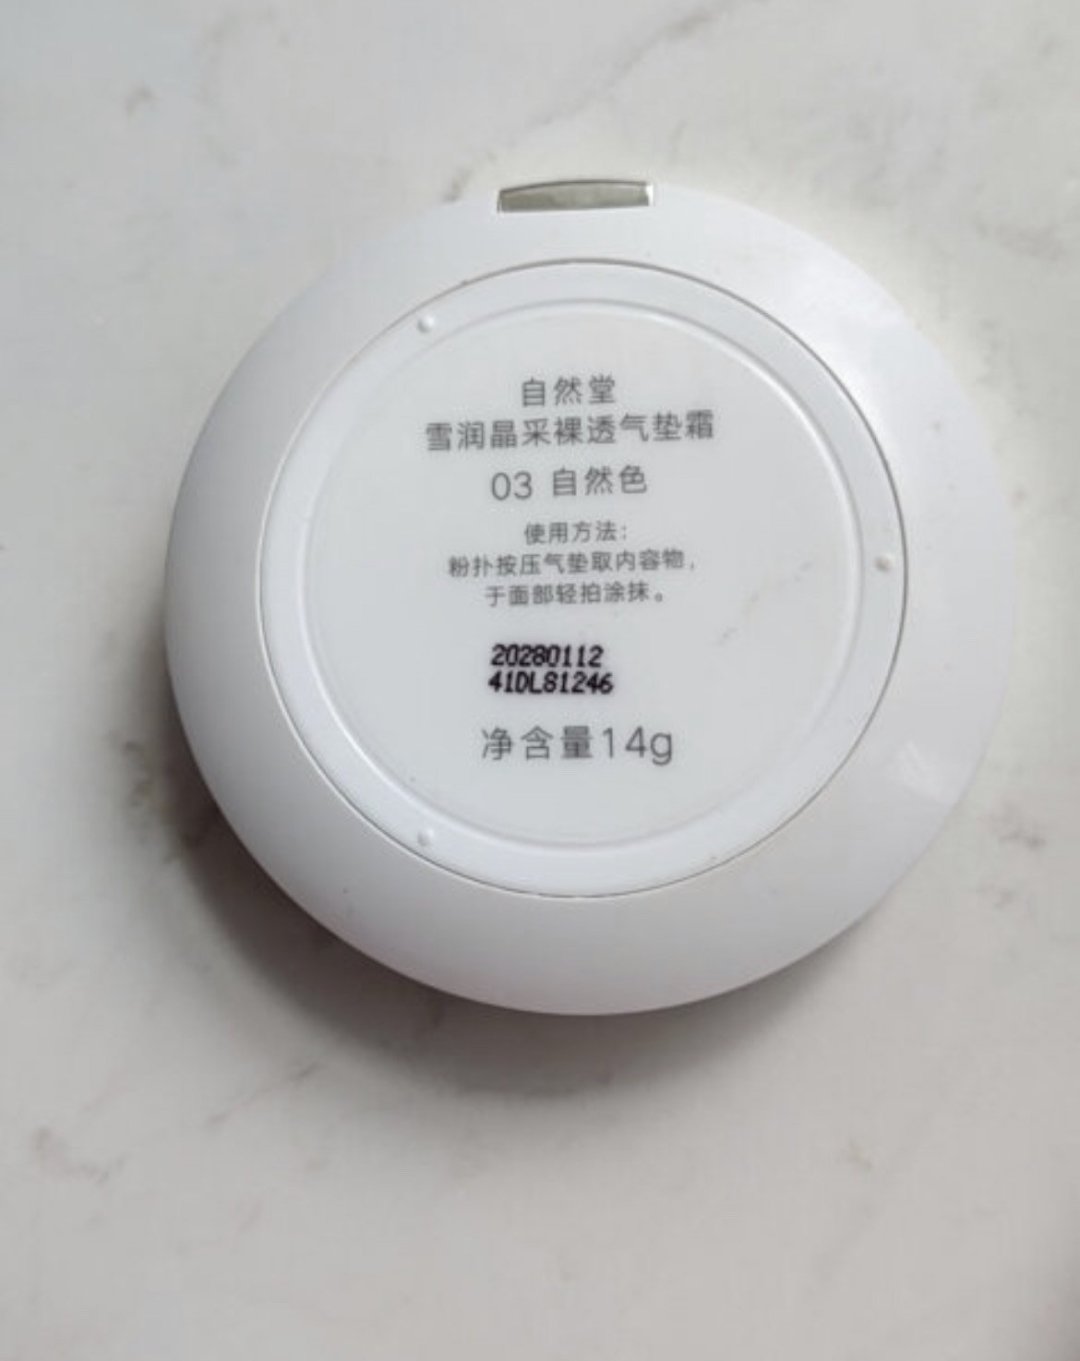 自然堂
雪润晶采裸透气垫霜
03 自然色
使用方法：
粉扑按压气垫取内容物，
于面部轻拍涂抹。
20280112
41DL81246
净含量14g